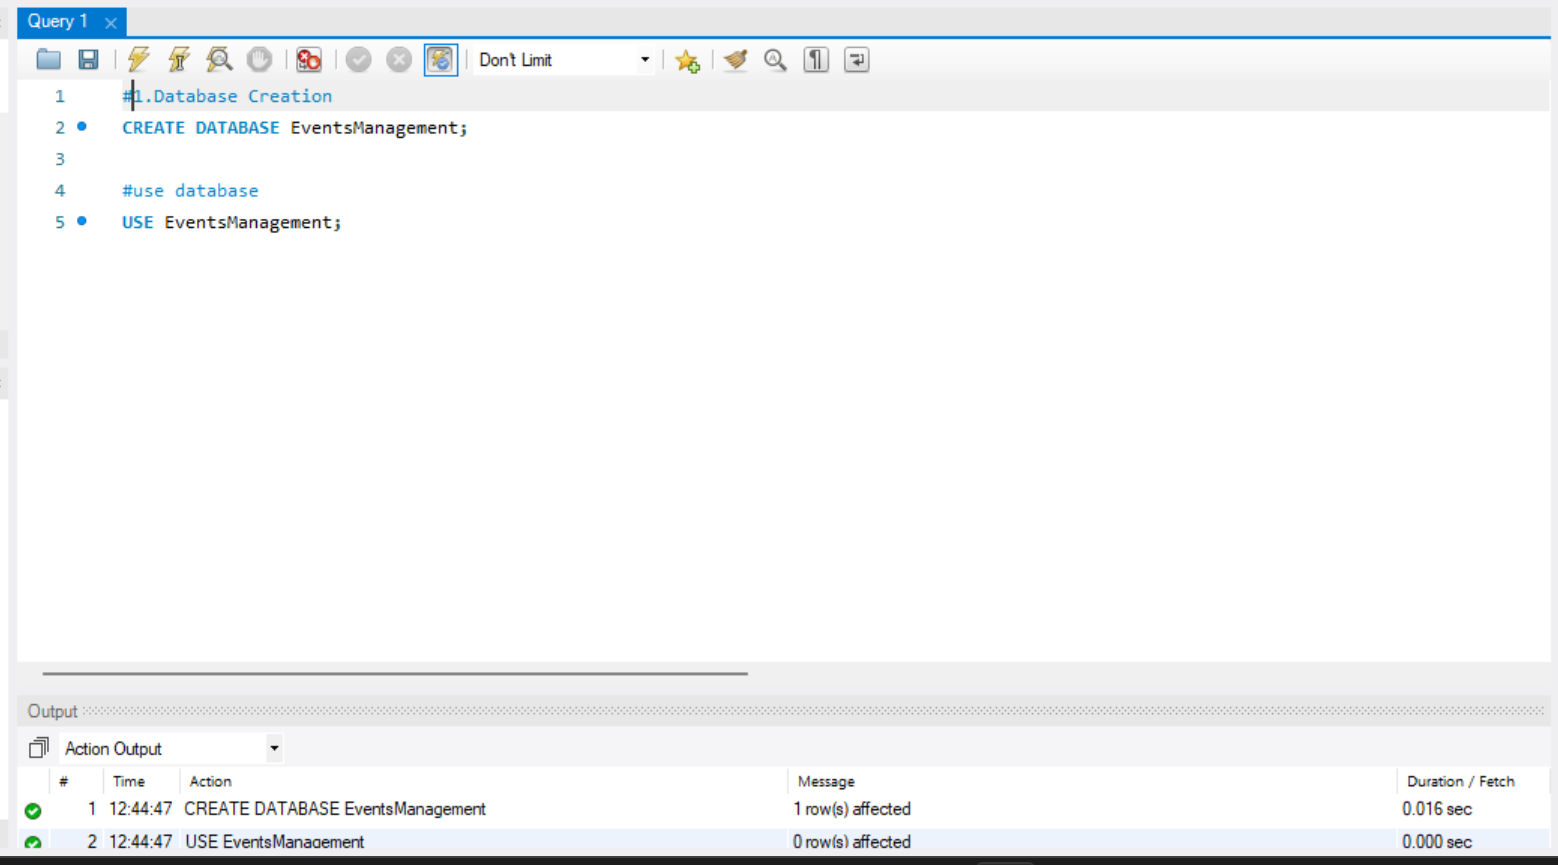 Query 1
Don't Limit
1 #1.Database Creation
2 CREATE DATABASE EventsManagement;
3
4 #use database
5 USE EventsManagement;
Output
Action Output
# Time Action Message Duration / Fetch
1 12:44:47 CREATE DATABASE EventsManagement 1 row(s) affected 0.016 sec
2 12:44:47 USE EventsManagement 0 row(s) affected 0.000 sec